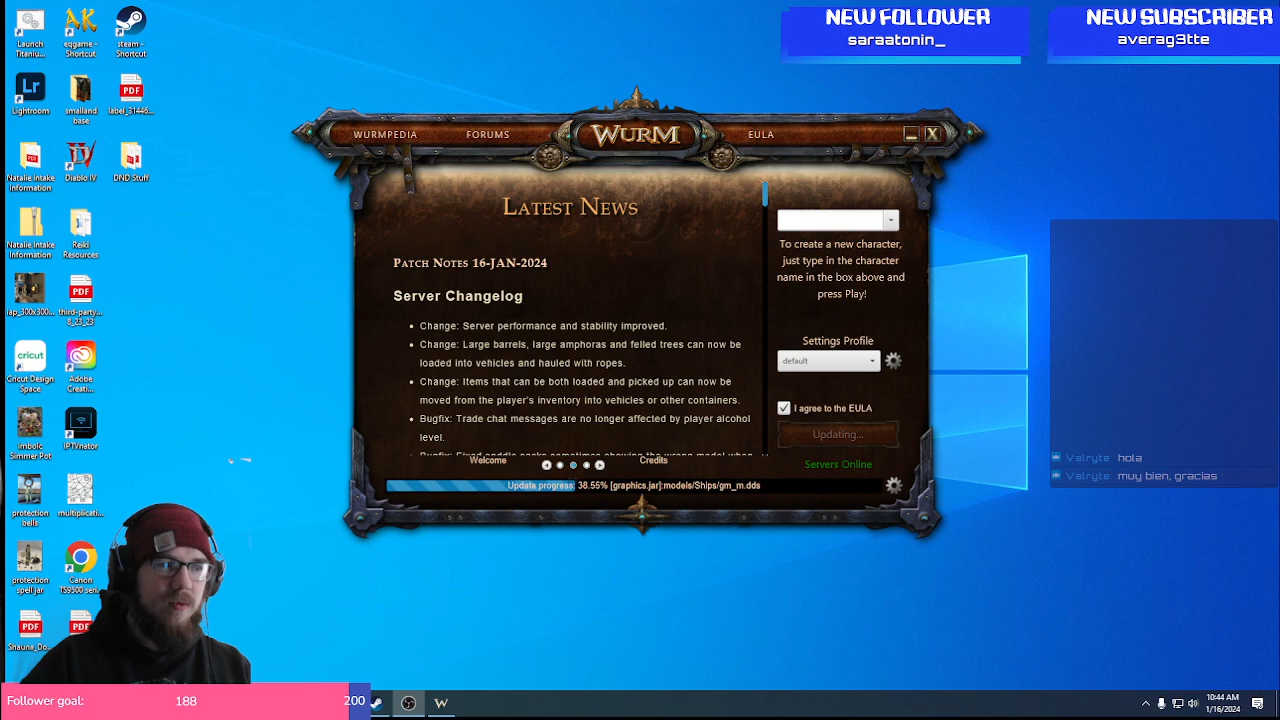 NEW FOLLOWER
saraatonin_
NEW SUBSCRIBER
averag3tte
Launch Titaniu...
eqgame - Shortcut
steam - Shortcut
Lightroom
smalland base
label_31446...
Natalie Intake Information
Diablo IV
DND Stuff
Natalie Intake Information
Reiki Resources
iap_300x300...
third-party... 8_23_23
Cricut Design Space
Adobe Creati...
Imbolc Simmer Pot
IPTVnator
protection bells
multiplicati...
protection spell jar
Canon TS9500 seri...
Shauna_Do...
WURMPEDIA
FORUMS
WURM
EULA
Latest News
Patch Notes 16-JAN-2024
Server Changelog
Change: Server performance and stability improved.
Change: Large barrels, large amphoras and felled trees can now be
loaded into vehicles and hauled with ropes.
Change: Items that can be both loaded and picked up can now be
moved from the player's inventory into vehicles or other containers.
Bugfix: Trade chat messages are no longer affected by player alcohol
level.
Welcome
Credits
Update progress: 38.55% [graphics.jar]:models/Ships/gm_m.dds
To create a new character,
just type in the character
name in the box above and
press Play!
Settings Profile
default
I agree to the EULA
Updating...
Servers Online
Valryte hola
Valryte muy bien, gracias
Follower goal:
188
200
10:44 AM
1/16/2024